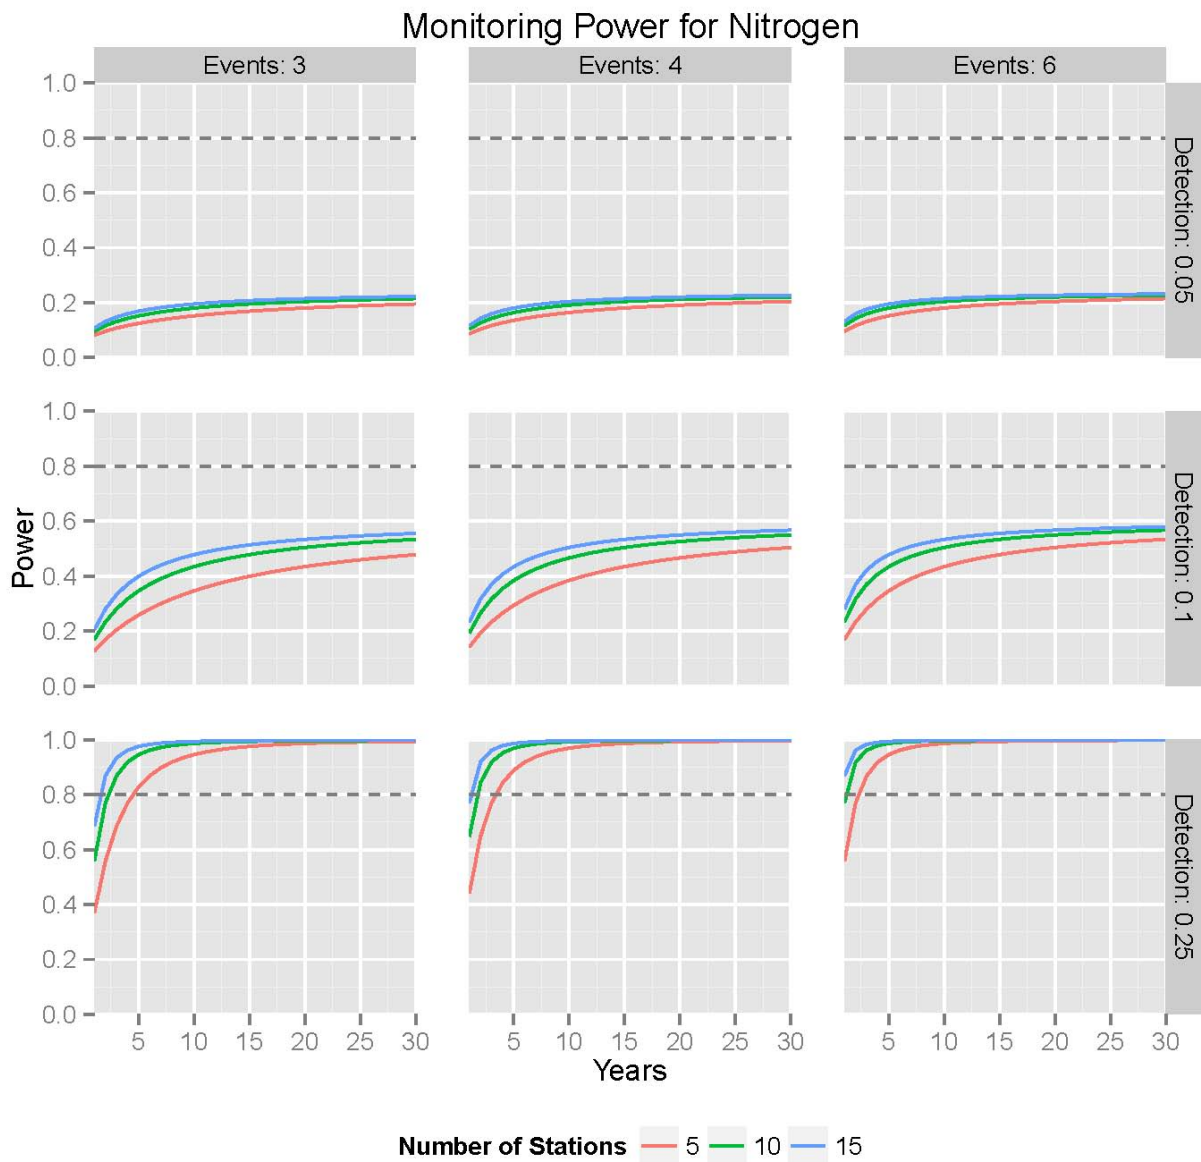 Monitoring Power for Nitrogen
Events: 3
Events: 4
Events: 6
1.0
0.8
0.6
0.4
0.2
0.0
Detection: 0.05
1.0
0.8
0.6
0.4
0.2
0.0
Detection: 0.1
Power
1.0
0.8
0.6
0.4
0.2
0.0
Detection: 0.25
5 10 15 20 25 30
5 10 15 20 25 30
5 10 15 20 25 30
Years
Number of Stations 5 10 15